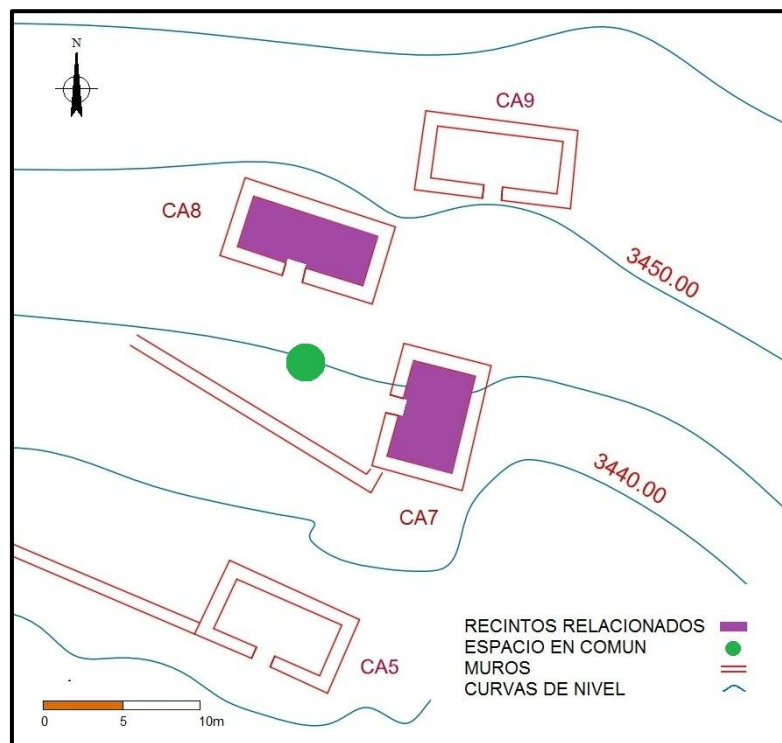 N
CA9
CA8
3450.00
3440.00
CA7
CA5
RECINTOS RELACIONADOS
ESPACIO EN COMUN
MUROS
CURVAS DE NIVEL
0 5 10m